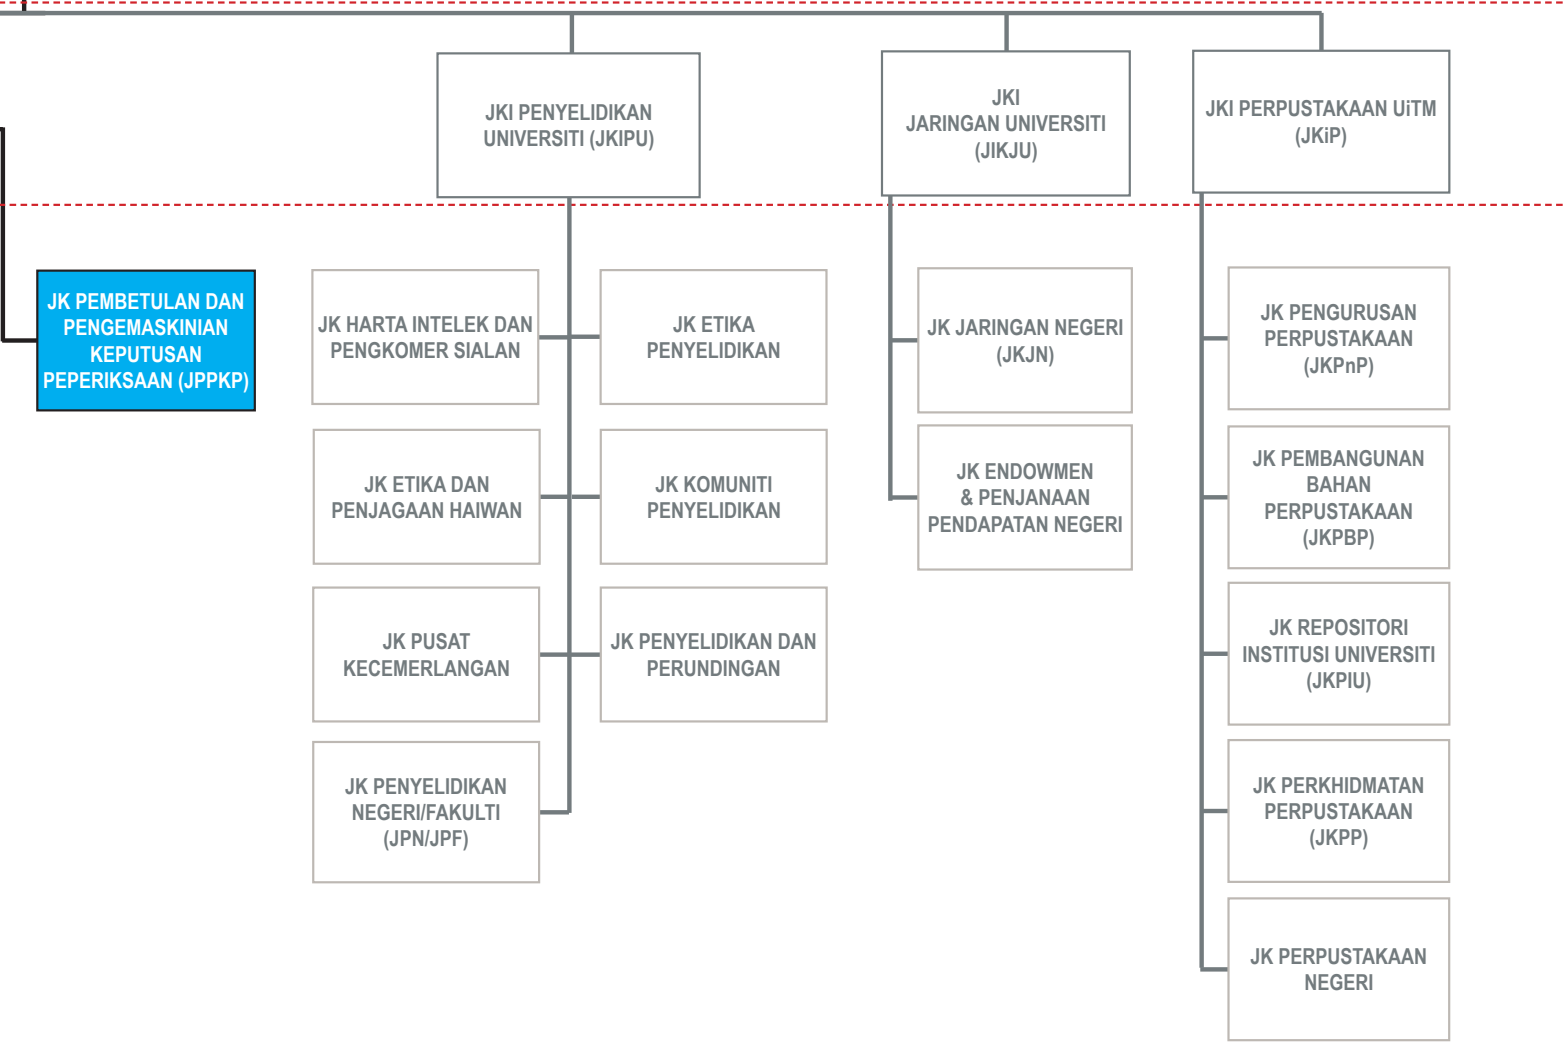 JKI PENYELIDIKAN
UNIVERSITI (JKIPU)
JKI
JARINGAN UNIVERSITI
(JIKJU)
JKI PERPUSTAKAAN UiTM
(JKiP)
JK PEMBETULAN DAN
PENGEMASKINIAN
KEPUTUSAN
PEPERIKSAAN (JPPKP)
JK HARTA INTELEK DAN
PENGKOMER SIALAN
JK ETIKA
PENYELIDIKAN
JK ETIKA DAN
PENJAGAAN HAIWAN
JK KOMUNITI
PENYELIDIKAN
JK PUSAT
KECEMERLANGAN
JK PENYELIDIKAN DAN
PERUNDINGAN
JK PENYELIDIKAN
NEGERI/FAKULTI
(JPN/JPF)
JK JARINGAN NEGERI
(JKJN)
JK ENDOWMEN
& PENJANAAN
PENDAPATAN NEGERI
JK PENGURUSAN
PERPUSTAKAAN
(JKPnP)
JK PEMBANGUNAN
BAHAN
PERPUSTAKAAN
(JKPBP)
JK REPOSITORI
INSTITUSI UNIVERSITI
(JKPIU)
JK PERKHIDMATAN
PERPUSTAKAAN
(JKPP)
JK PERPUSTAKAAN
NEGERI